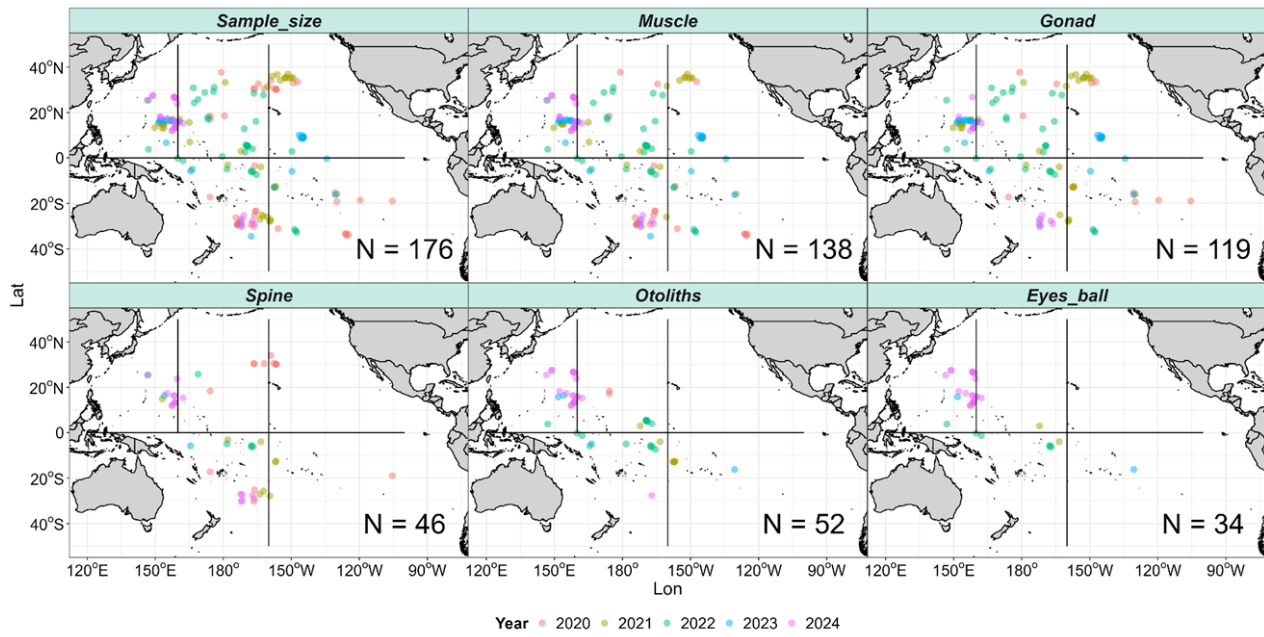 Sample_size Muscle Gonad
40°N
20°N
0
20°S
40°S
N = 176 N = 138 N = 119
Spine Otoliths Eyes_ball
40°N
20°N
0
20°S
40°S
N = 46 N = 52 N = 34
120°E 150°E 180° 150°W 120°W 90°W 120°E 150°E 180° 150°W 120°W 90°W 120°E 150°E 180° 150°W 120°W 90°W
Lat
Lon
Year 2020 2021 2022 2023 2024